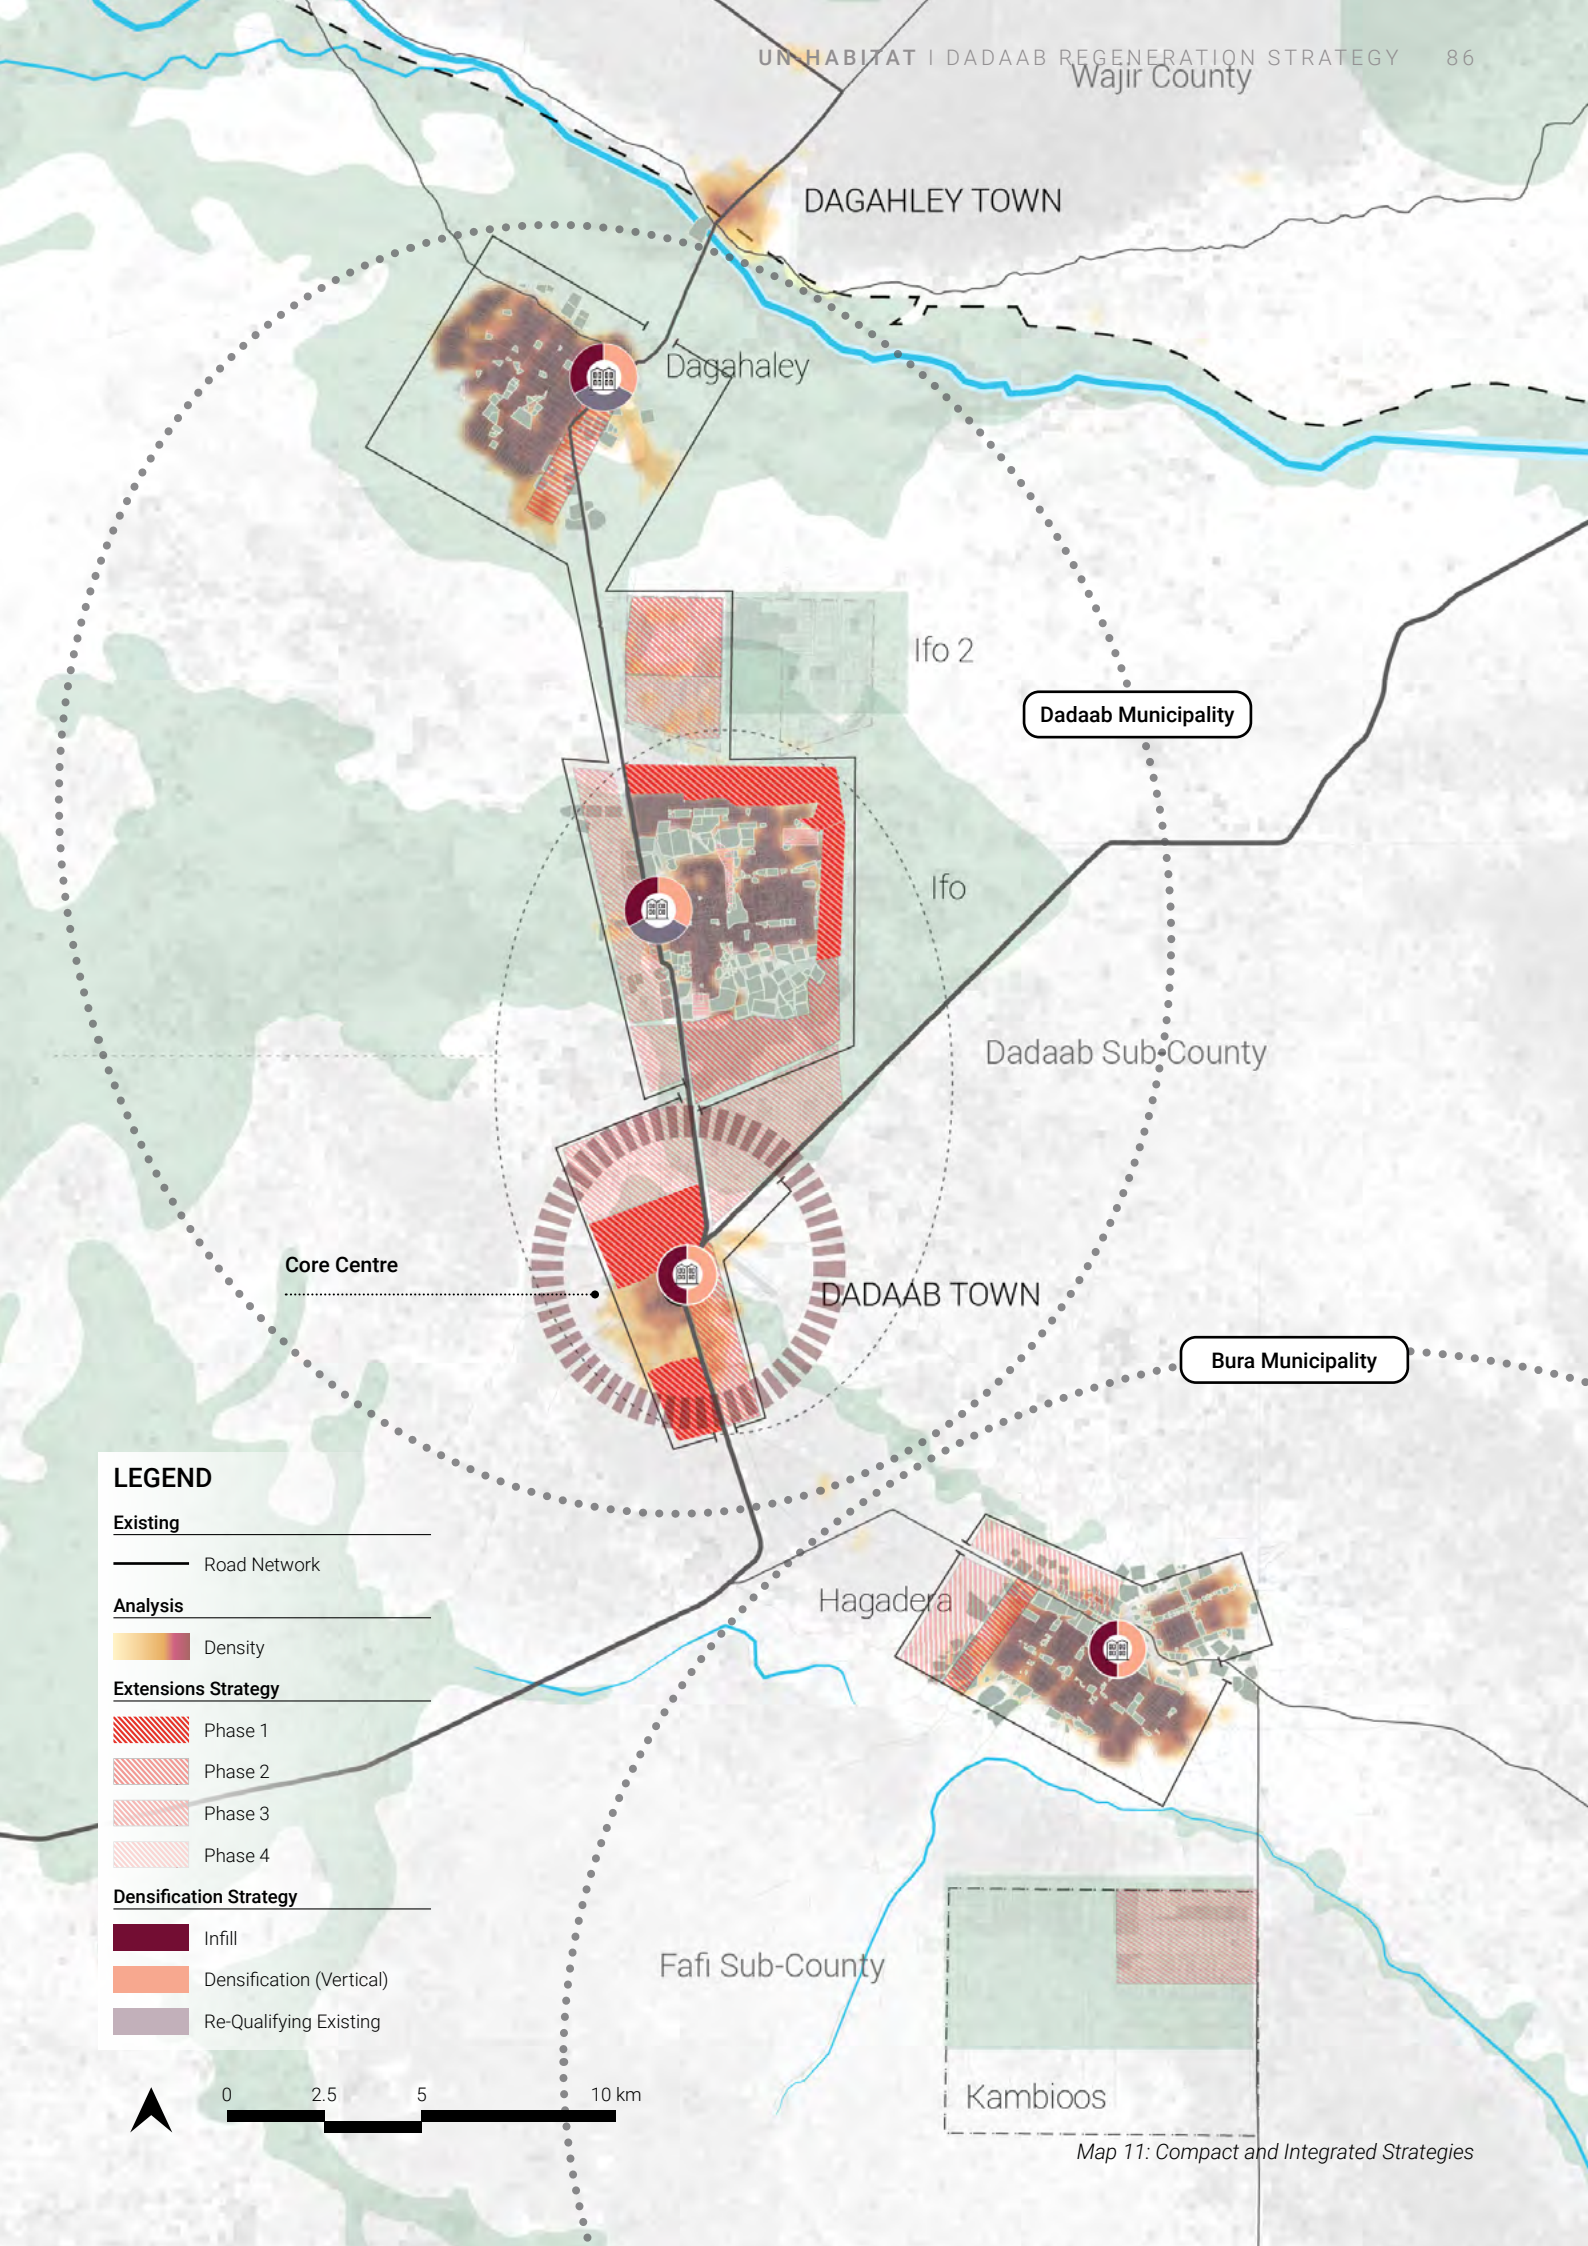 UN-HABITAT I DADAAB REGENERATION STRATEGY 86
Wajir County
DAGAHLEY TOWN
Dagahaley
Ifo 2
Dadaab Municipality
Ifo
Dadaab Sub-County
Core Centre
DADAAB TOWN
Bura Municipality
LEGEND
Existing
Road Network
Analysis
Density
Extensions Strategy
Phase 1
Phase 2
Phase 3
Phase 4
Densification Strategy
Infill
Densification (Vertical)
Re-Qualifying Existing
Hagadera
Fafi Sub-County
Kambioos
0 2.5 5 10 km
Map 11: Compact and Integrated Strategies